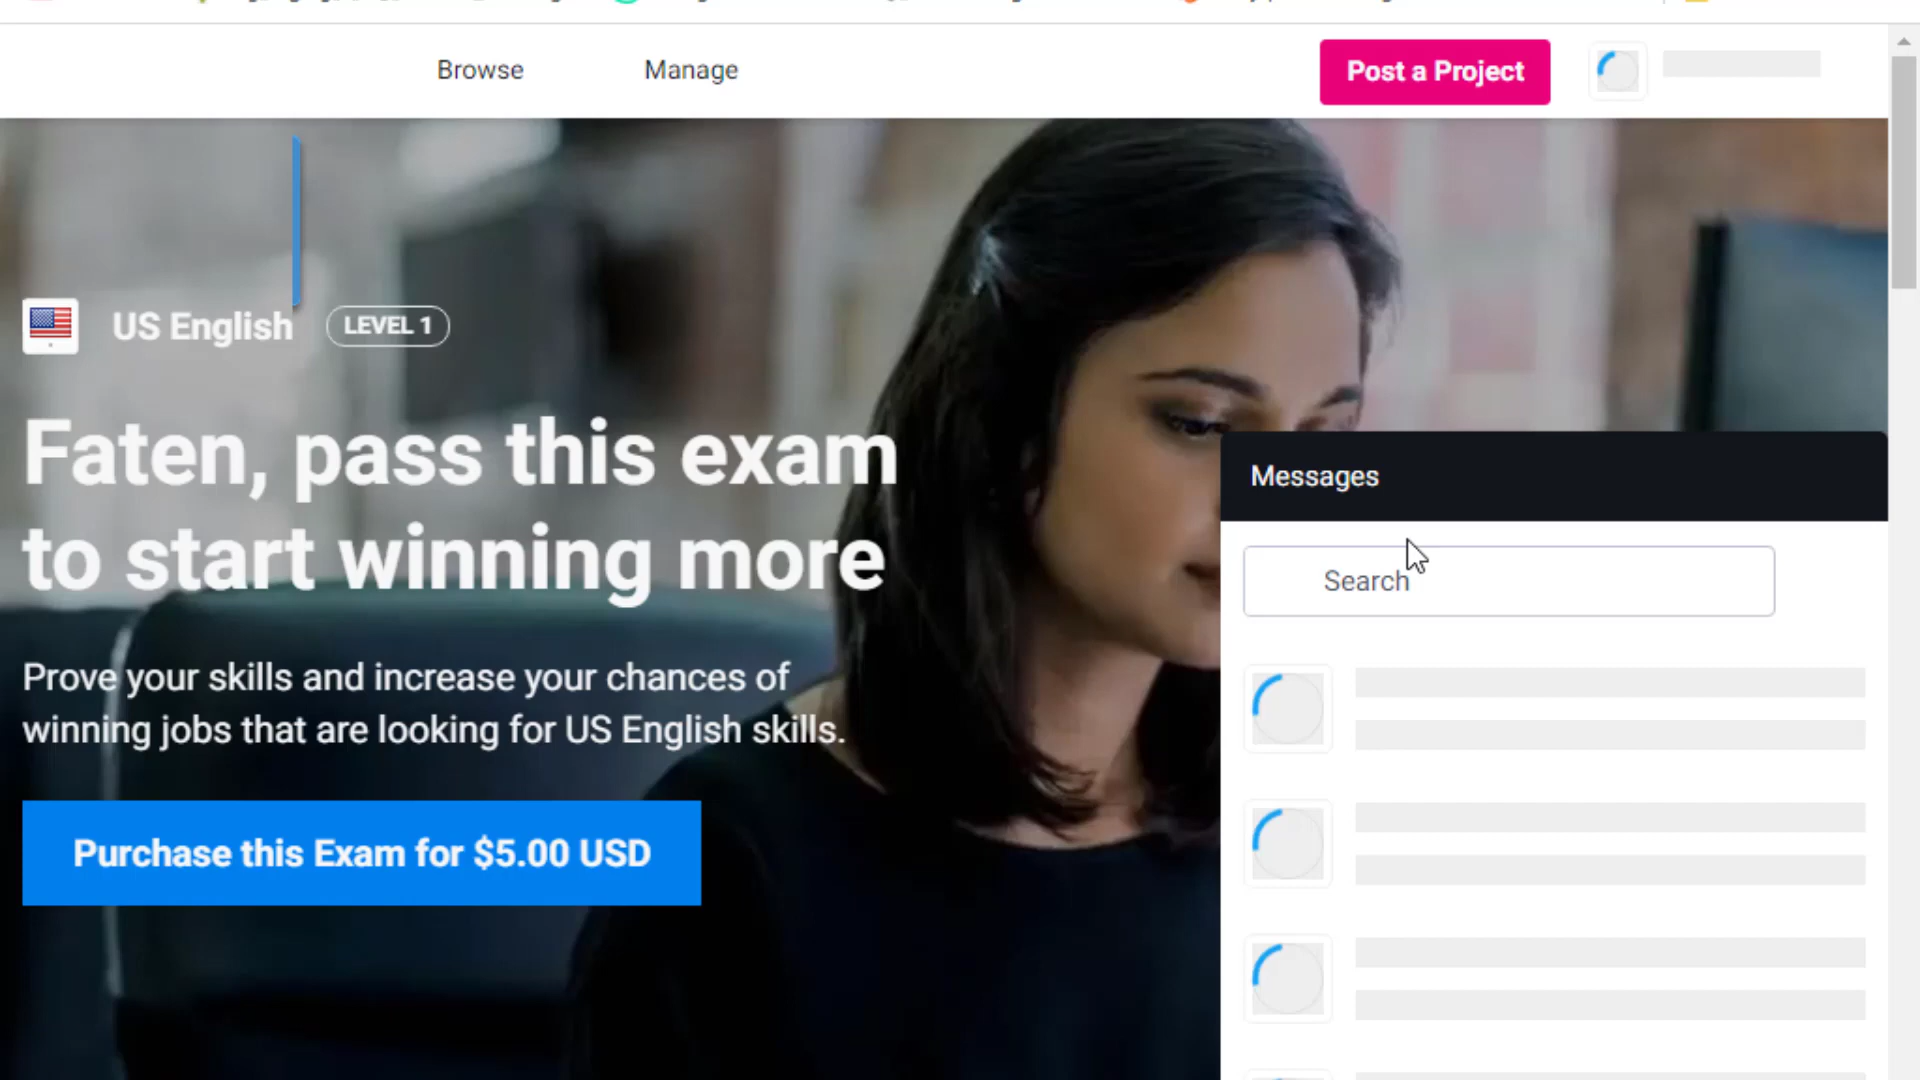 Browse
Manage
Post a Project
US English
LEVEL 1
Faten, pass this exam
to start winning more
Prove your skills and increase your chances of
winning jobs that are looking for US English skills.
Purchase this Exam for $5.00 USD
Messages
Search